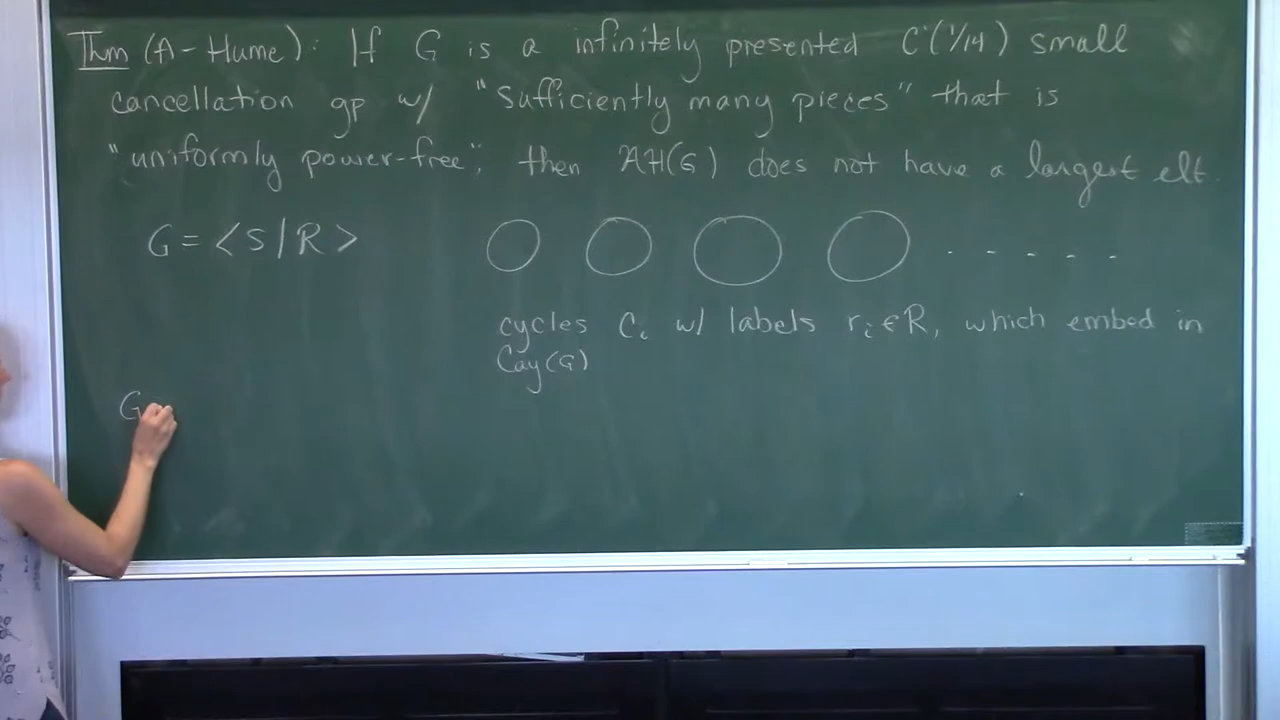 Thm (A-Hume): If G is a infinitely presented C'(1/14) small
cancellation gp w/ "sufficiently many pieces" that is
"uniformly power-free", then AH(G) does not have a largest elt.
G = <S|R>
- - - - -
cycles Ci w/ labels ri∈R, which embed in
Cay(G)
G